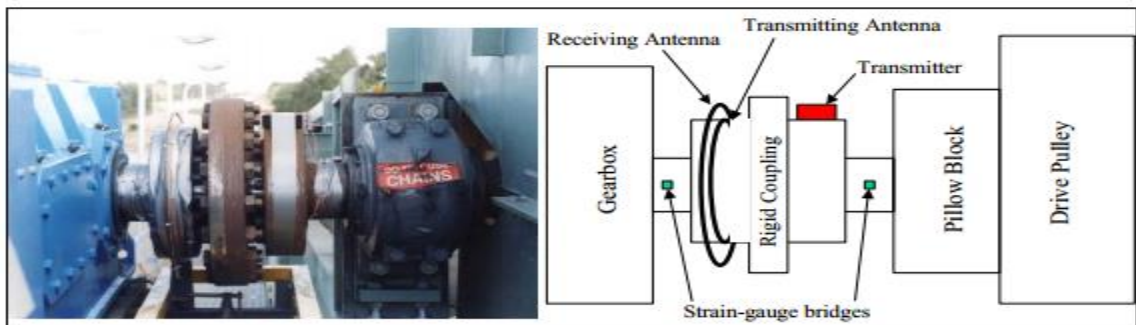 CHAINS
Receiving Antenna
Transmitting Antenna
Transmitter
Gearbox
Rigid Coupling
Pillow Block
Drive Pulley
Strain-gauge bridges